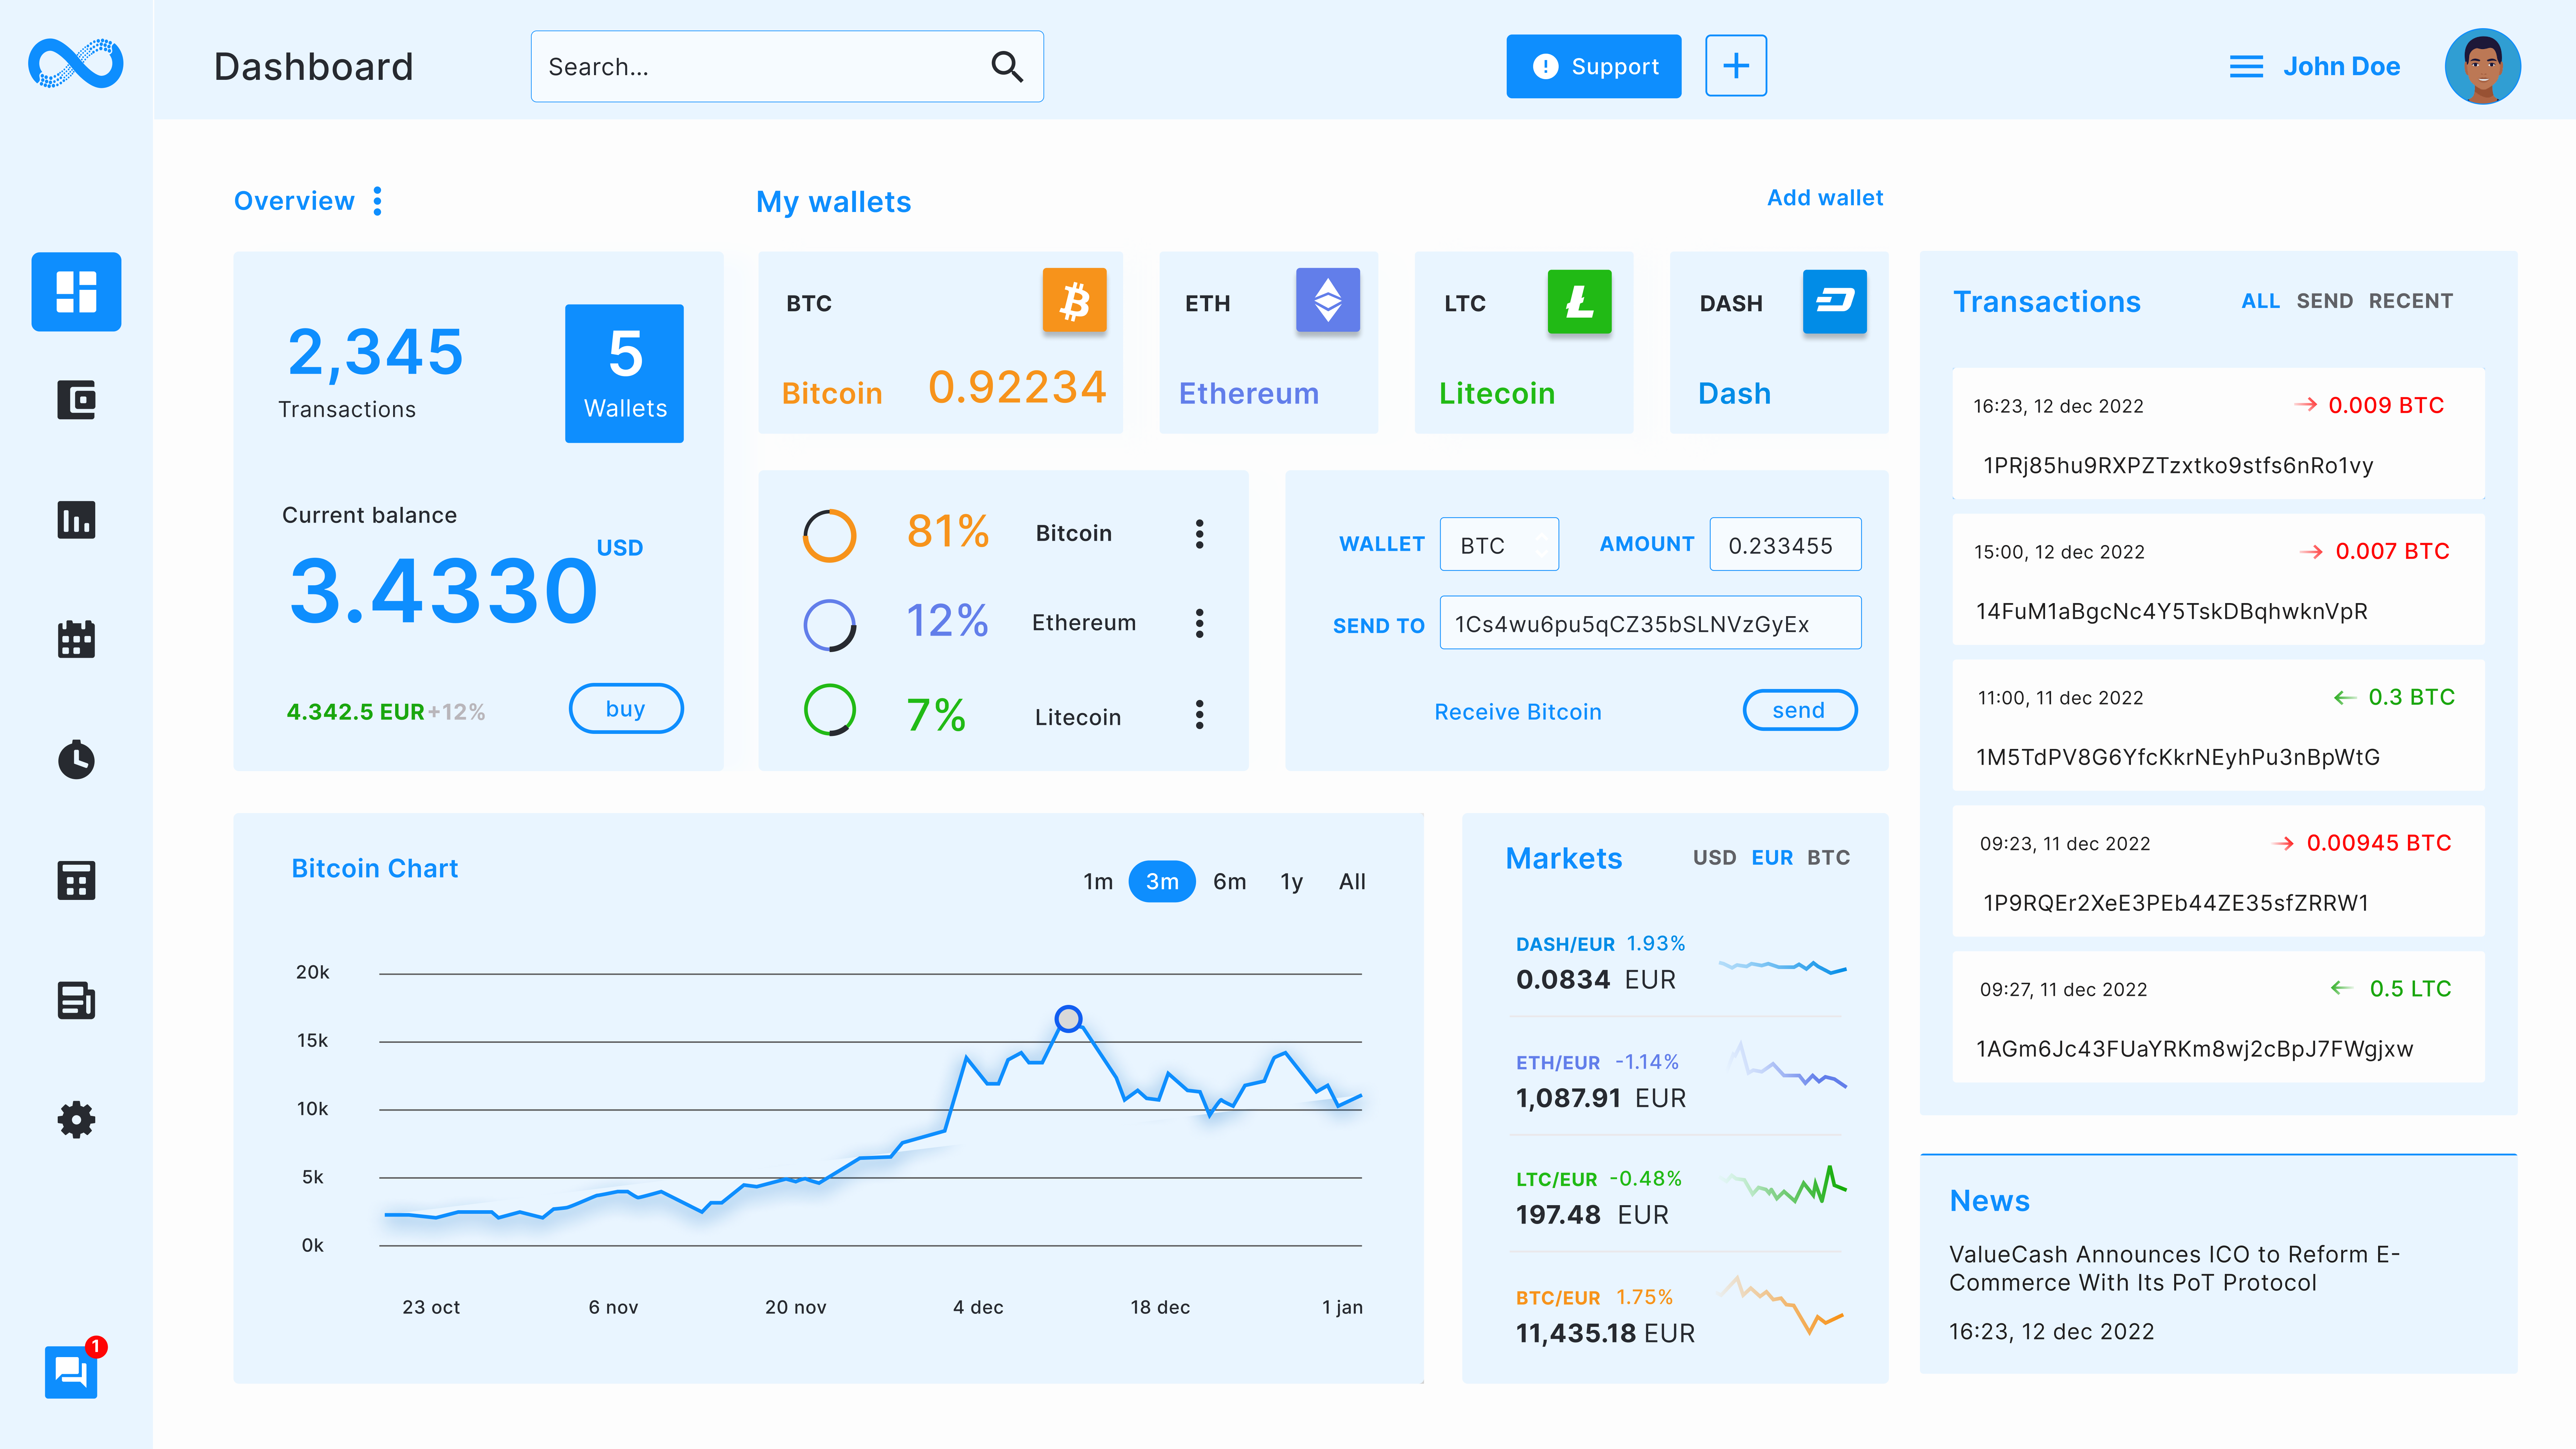 Dashboard
Search...
! Support
+
John Doe
Overview
2,345
Transactions
5
Wallets
Current balance
3.4330 USD
4.342.5 EUR+12%
buy
My wallets
Add wallet
BTC
Bitcoin 0.92234
ETH
Ethereum
LTC
Litecoin
DASH
Dash
81% Bitcoin
12% Ethereum
7% Litecoin
WALLET BTC AMOUNT 0.233455
SEND TO 1Cs4wu6pu5qCZ35bSLNVzGyEx
Receive Bitcoin send
Transactions ALL SEND RECENT
16:23, 12 dec 2022 → 0.009 BTC
1PRj85hu9RXPZTzxtko9stfs6nRo1vy
15:00, 12 dec 2022 → 0.007 BTC
14FuM1aBgcNc4Y5TskDBqhwknVpR
11:00, 11 dec 2022 ← 0.3 BTC
1M5TdPV8G6YfcKkrNEyhPu3nBpWtG
09:23, 11 dec 2022 → 0.00945 BTC
1P9RQEr2XeE3PEb44ZE35sfZRRW1
09:27, 11 dec 2022 ← 0.5 LTC
1AGm6Jc43FUaYRKm8wj2cBpJ7FWgjxw
Bitcoin Chart
1m 3m 6m 1y All
20k
15k
10k
5k
0k
23 oct 6 nov 20 nov 4 dec 18 dec 1 jan
Markets USD EUR BTC
DASH/EUR 1.93%
0.0834 EUR
ETH/EUR -1.14%
1,087.91 EUR
LTC/EUR -0.48%
197.48 EUR
BTC/EUR 1.75%
11,435.18 EUR
News
ValueCash Announces ICO to Reform E-
Commerce With Its PoT Protocol
16:23, 12 dec 2022
1